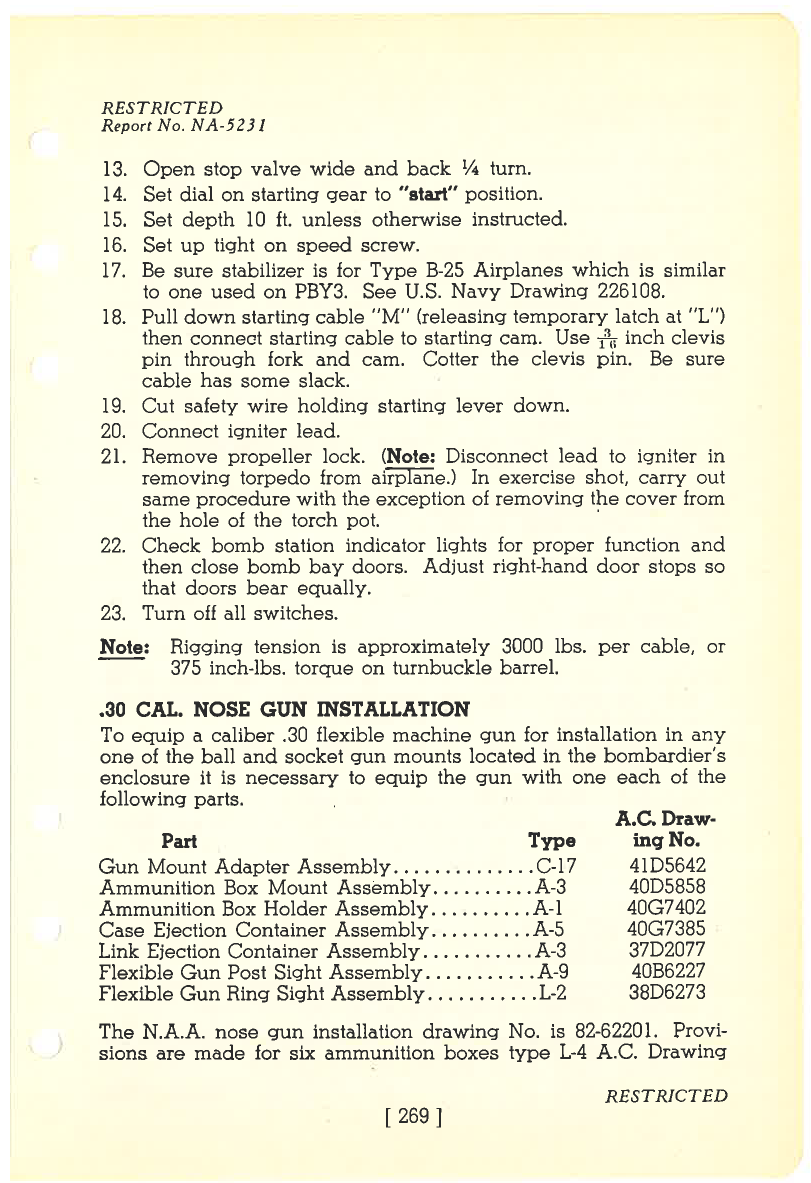 RESTRICTED
Report No. NA-5231
13. Open stop valve wide and back ¼ turn.
14. Set dial on starting gear to "start" position.
15. Set depth 10 ft. unless otherwise instructed.
16. Set up tight on speed screw.
17. Be sure stabilizer is for Type B-25 Airplanes which is similar
to one used on PBY3. See U.S. Navy Drawing 226108.
18. Pull down starting cable "M" (releasing temporary latch at "L")
then connect starting cable to starting cam. Use 3/16 inch clevis
pin through fork and cam. Cotter the clevis pin. Be sure
cable has some slack.
19. Cut safety wire holding starting lever down.
20. Connect igniter lead.
21. Remove propeller lock. (Note: Disconnect lead to igniter in
removing torpedo from airplane.) In exercise shot, carry out
same procedure with the exception of removing the cover from
the hole of the torch pot.
22. Check bomb station indicator lights for proper function and
then close bomb bay doors. Adjust right-hand door stops so
that doors bear equally.
23. Turn off all switches.
Note: Rigging tension is approximately 3000 lbs. per cable, or
375 inch-lbs. torque on turnbuckle barrel.
.30 CAL. NOSE GUN INSTALLATION
To equip a caliber .30 flexible machine gun for installation in any
one of the ball and socket gun mounts located in the bombardier's
enclosure it is necessary to equip the gun with one each of the
following parts.
A.C. Draw-
Part Type ing No.
Gun Mount Adapter Assembly..............C-17 41D5642
Ammunition Box Mount Assembly..........A-3 40D5858
Ammunition Box Holder Assembly..........A-1 40G7402
Case Ejection Container Assembly..........A-5 40G7385
Link Ejection Container Assembly...........A-3 37D2077
Flexible Gun Post Sight Assembly...........A-9 40B6227
Flexible Gun Ring Sight Assembly...........L-2 38D6273
The N.A.A. nose gun installation drawing No. is 82-62201. Provi-
sions are made for six ammunition boxes type L-4 A.C. Drawing
RESTRICTED
[ 269 ]